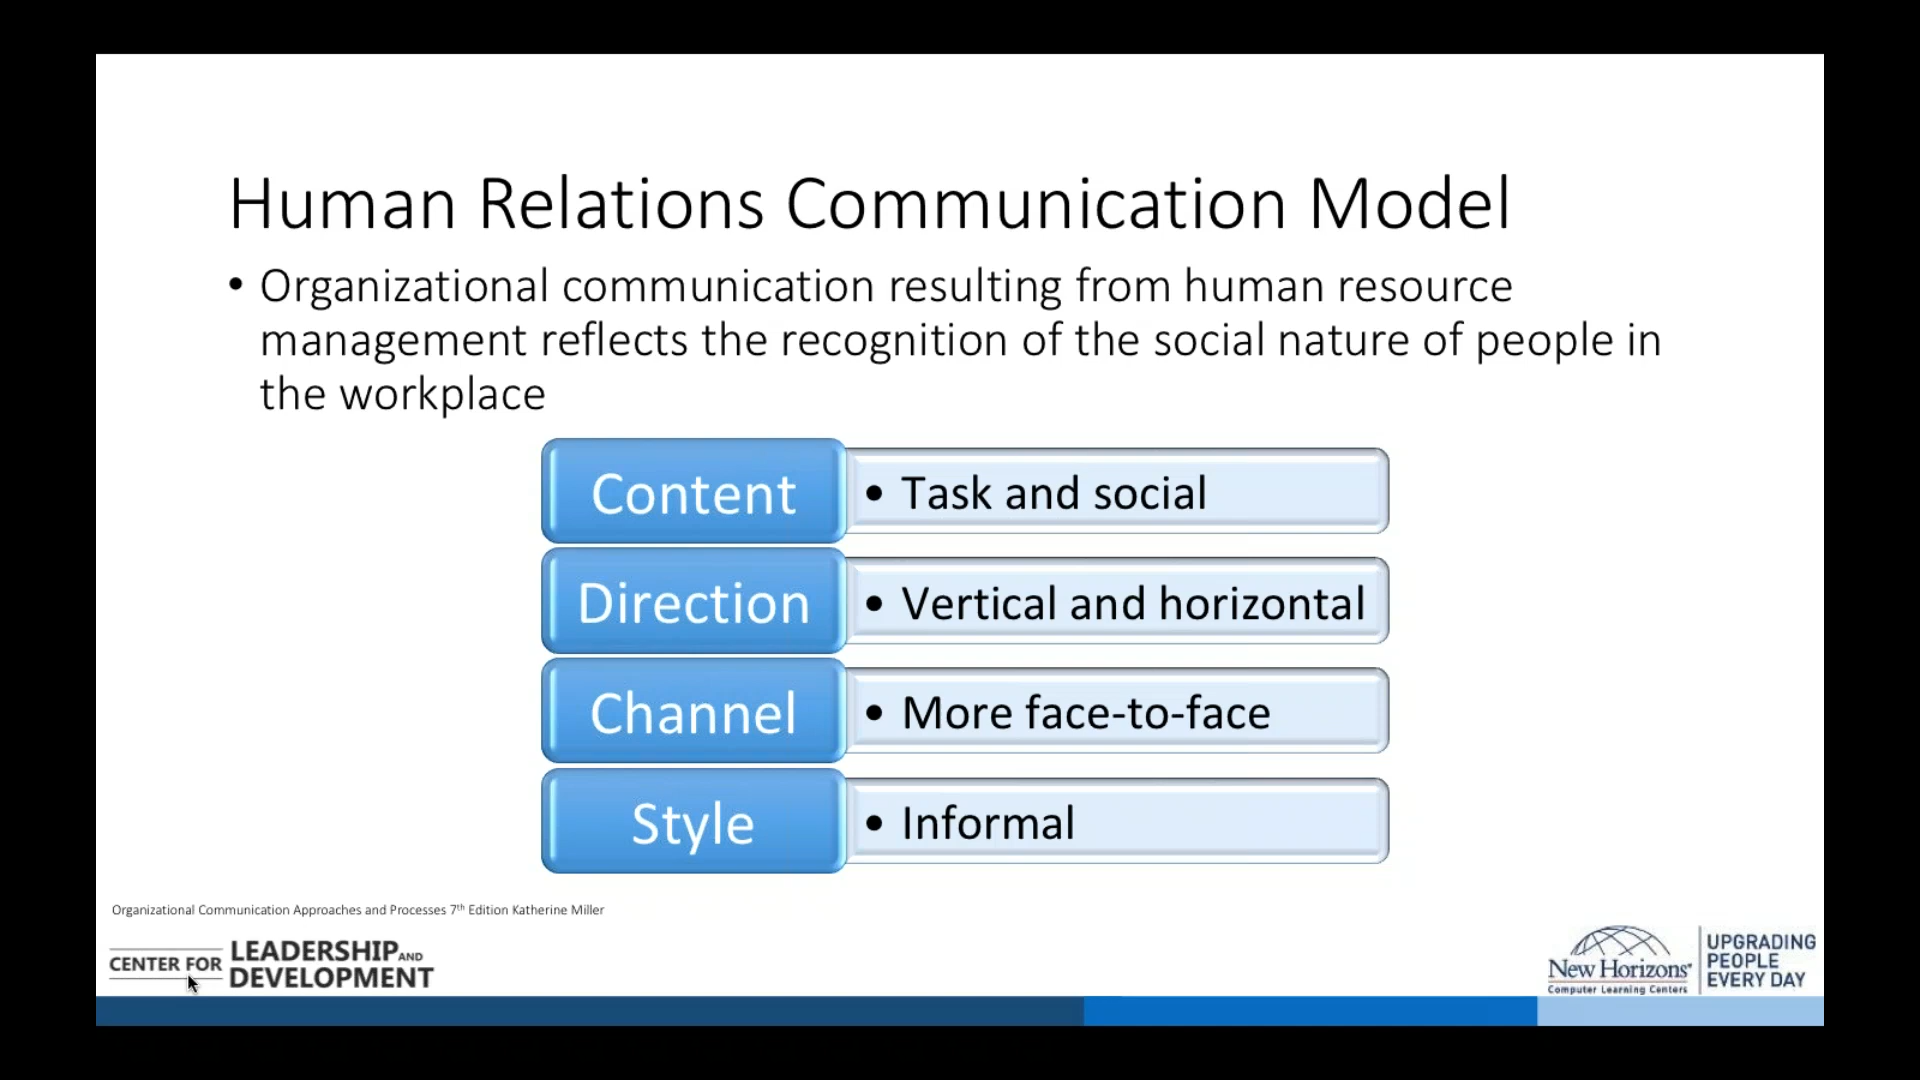 Human Relations Communication Model
• Organizational communication resulting from human resource
management reflects the recognition of the social nature of people in
the workplace
Content
• Task and social
Direction
• Vertical and horizontal
Channel
• More face-to-face
Style
• Informal
Organizational Communication Approaches and Processes 7th Edition Katherine Miller
CENTER FOR LEADERSHIP AND
DEVELOPMENT
New Horizons®
Computer Learning Centers
UPGRADING
PEOPLE
EVERY DAY